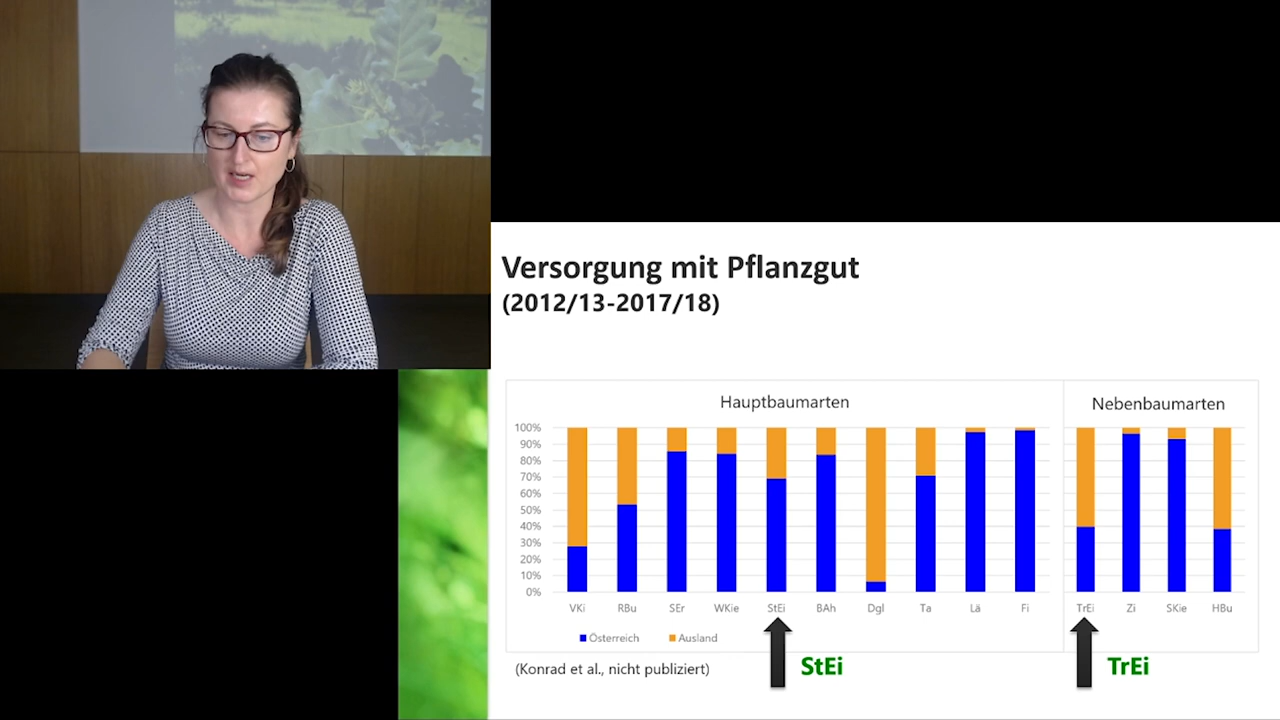 Versorgung mit Pflanzgut
(2012/13-2017/18)
Hauptbaumarten
Nebenbaumarten
100%
90%
80%
70%
60%
50%
40%
30%
20%
10%
0%
VKi RBu SEr WKie StEi BAh Dgl Ta Lä Fi TrEi Zi SKie HBu
Österreich Ausland
(Konrad et al., nicht publiziert)
StEi
TrEi